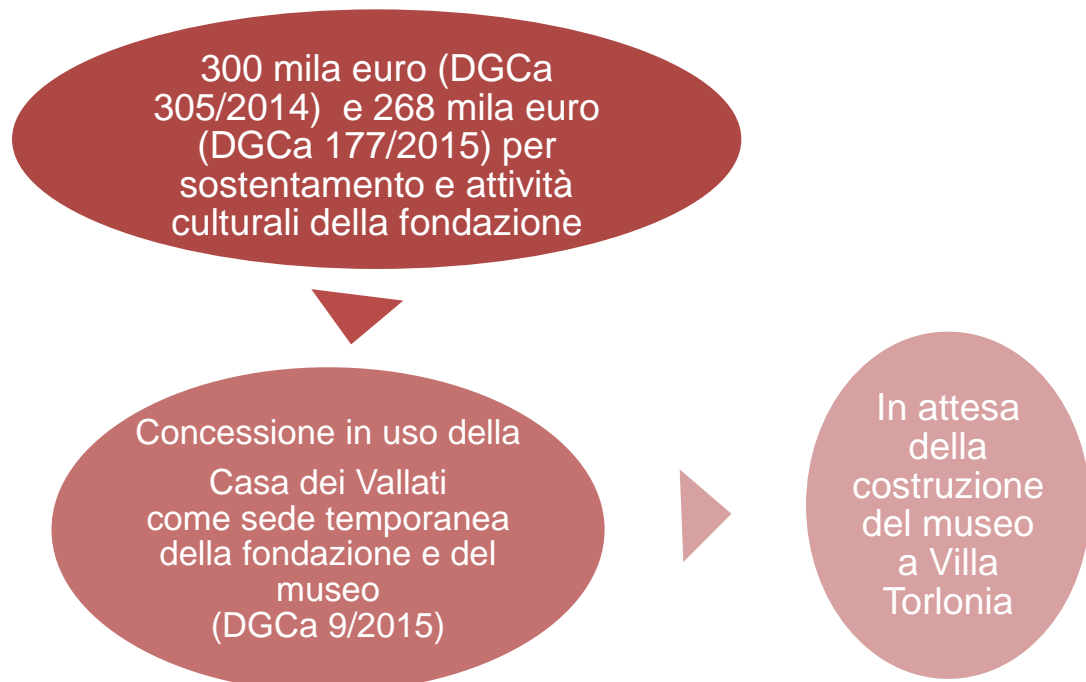 300 mila euro (DGCa
305/2014) e 268 mila euro
(DGCa 177/2015) per
sostentamento e attività
culturali della fondazione
Concessione in uso della
Casa dei Vallati
come sede temporanea
della fondazione e del
museo
(DGCa 9/2015)
In attesa
della
costruzione
del museo
a Villa
Torlonia